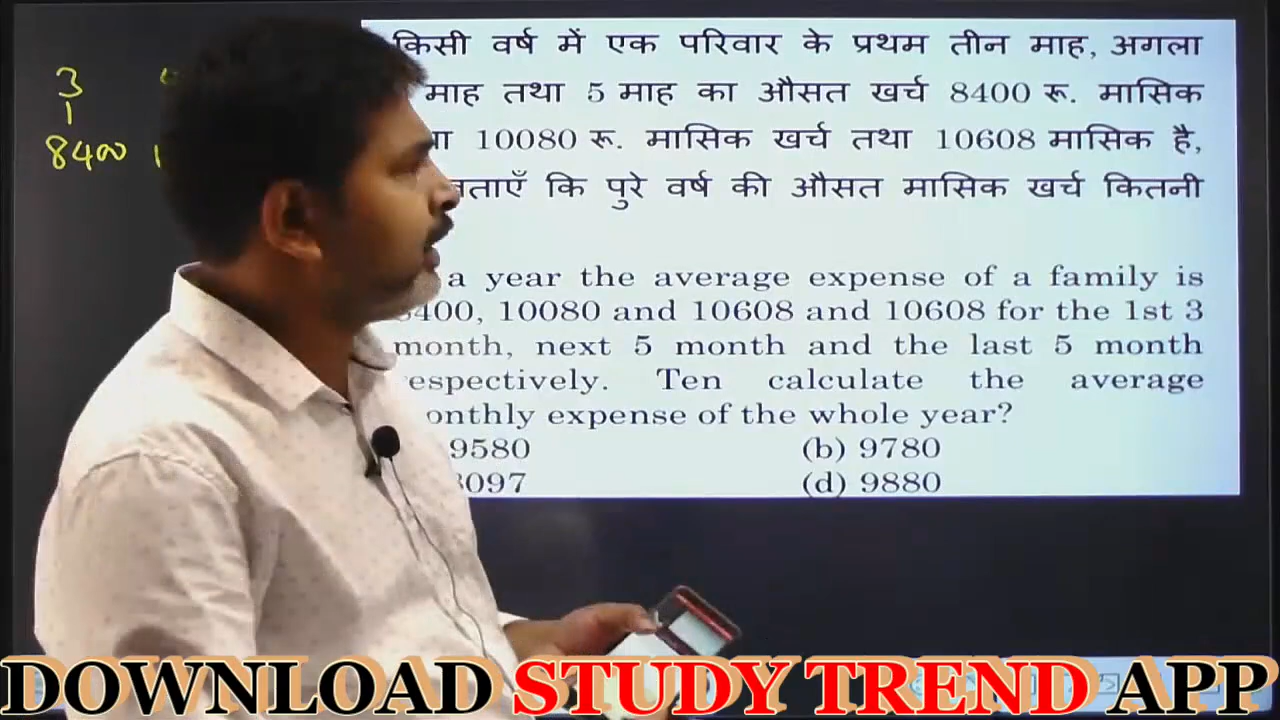 किसी वर्ष में एक परिवार के प्रथम तीन माह, अगला
माह तथा 5 माह का औसत खर्च 8400 रू. मासिक
10080 रू. मासिक खर्च तथा 10608 मासिक है,
कि पुरे वर्ष की औसत मासिक खर्च कितनी
3
8400
a year the average expense of a family is
10080 and 10608 and 10608 for the 1st 3
month, next 5 month and the last 5 month
respectively. Ten calculate the average
monthly expense of the whole year?
9580 (b) 9780
(d) 9880
DOWNLOAD STUDY TREND APP